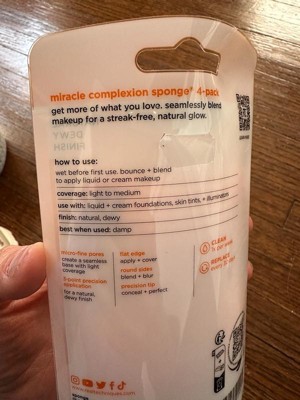 miracle complexion sponge® 4-pack
get more of what you love. seamlessly blend
makeup for a streak-free, natural glow.
DEWY
FINISH
how to use:
wet before first use. bounce + blend
to apply liquid or cream makeup
coverage: light to medium
use with: liquid + cream foundations, skin tints, + illuminators
finish: natural, dewy
best when used: damp
micro-fine pores
create a seamless
base with light
coverage
precision
application
for a natural,
dewy finish
flat edge
apply + cover
round sides
blend + blur
precision tip
conceal + perfect
CLEAN
REPLACE